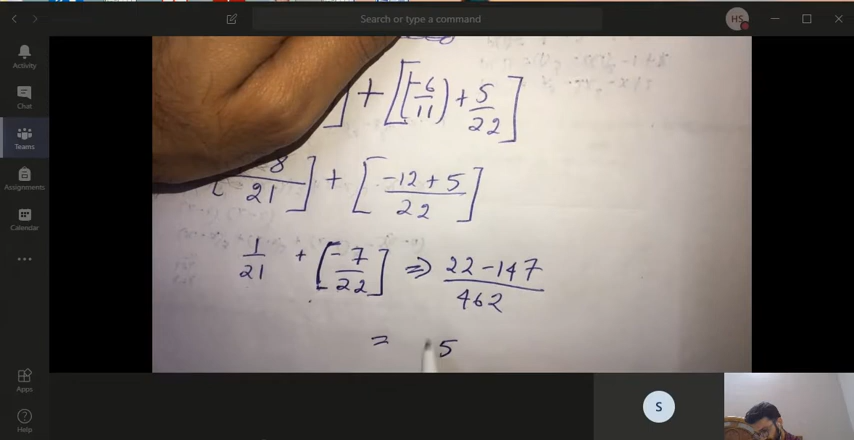 Search or type a command
HS
Activity
Chat
Teams
Assignments
Calendar
Apps
Help
] + [(-6/11) + 5/22]
8/21] + [-12 + 5/22]
1/21 + [-7/22] ⇒ 22 - 147/462
= 5
S